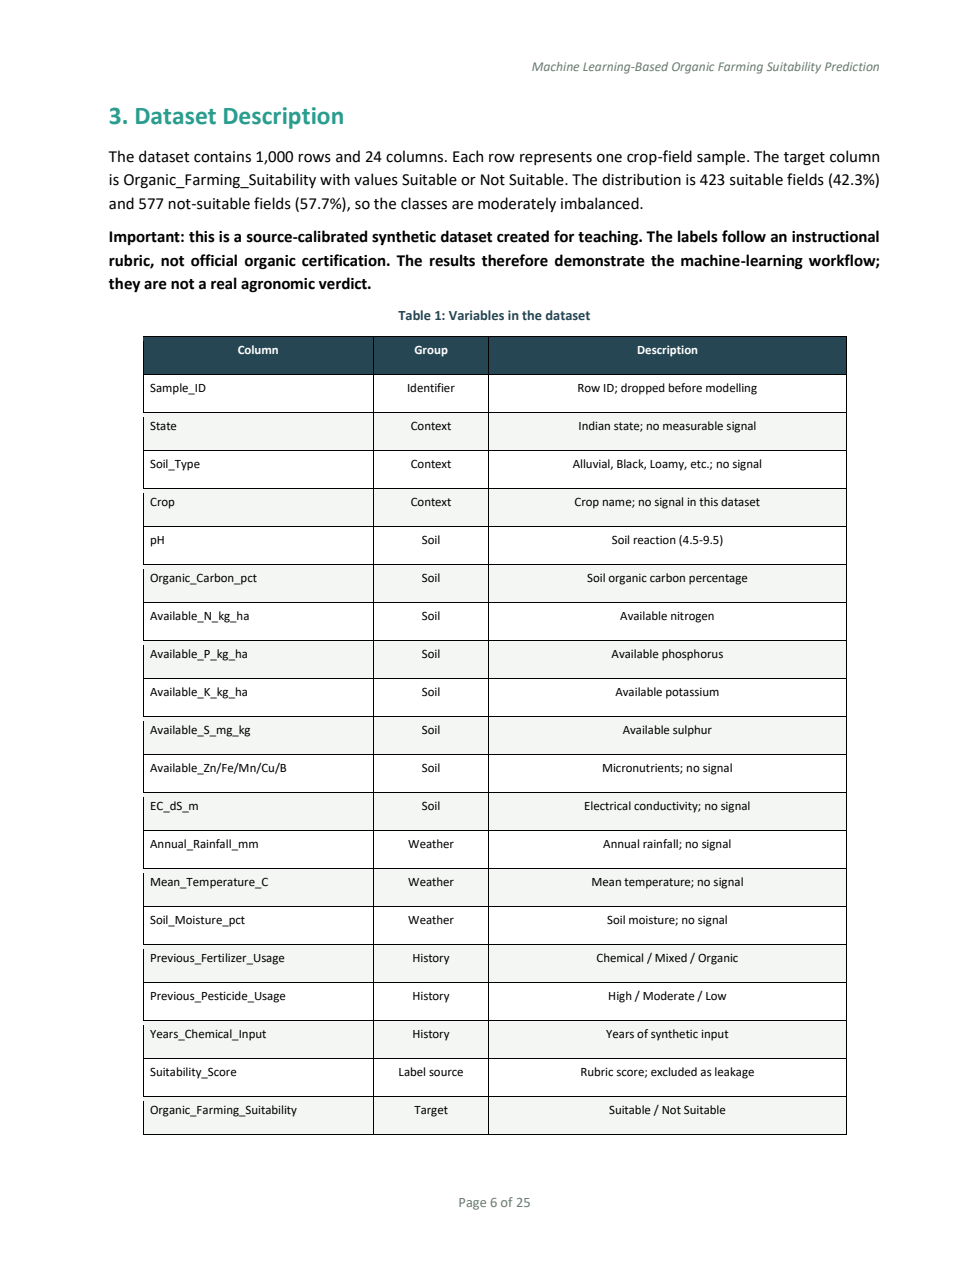 Machine Learning-Based Organic Farming Suitability Prediction
3. Dataset Description
The dataset contains 1,000 rows and 24 columns. Each row represents one crop-field sample. The target column
is Organic_Farming_Suitability with values Suitable or Not Suitable. The distribution is 423 suitable fields (42.3%)
and 577 not-suitable fields (57.7%), so the classes are moderately imbalanced.
Important: this is a source-calibrated synthetic dataset created for teaching. The labels follow an instructional
rubric, not official organic certification. The results therefore demonstrate the machine-learning workflow;
they are not a real agronomic verdict.
Table 1: Variables in the dataset
Column Group Description
Sample_ID Identifier Row ID; dropped before modelling
State Context Indian state; no measurable signal
Soil_Type Context Alluvial, Black, Loamy, etc.; no signal
Crop Context Crop name; no signal in this dataset
pH Soil Soil reaction (4.5-9.5)
Organic_Carbon_pct Soil Soil organic carbon percentage
Available_N_kg_ha Soil Available nitrogen
Available_P_kg_ha Soil Available phosphorus
Available_K_kg_ha Soil Available potassium
Available_S_mg_kg Soil Available sulphur
Available_Zn/Fe/Mn/Cu/B Soil Micronutrients; no signal
EC_dS_m Soil Electrical conductivity; no signal
Annual_Rainfall_mm Weather Annual rainfall; no signal
Mean_Temperature_C Weather Mean temperature; no signal
Soil_Moisture_pct Weather Soil moisture; no signal
Previous_Fertilizer_Usage History Chemical / Mixed / Organic
Previous_Pesticide_Usage History High / Moderate / Low
Years_Chemical_Input History Years of synthetic input
Suitability_Score Label source Rubric score; excluded as leakage
Organic_Farming_Suitability Target Suitable / Not Suitable
Page 6 of 25